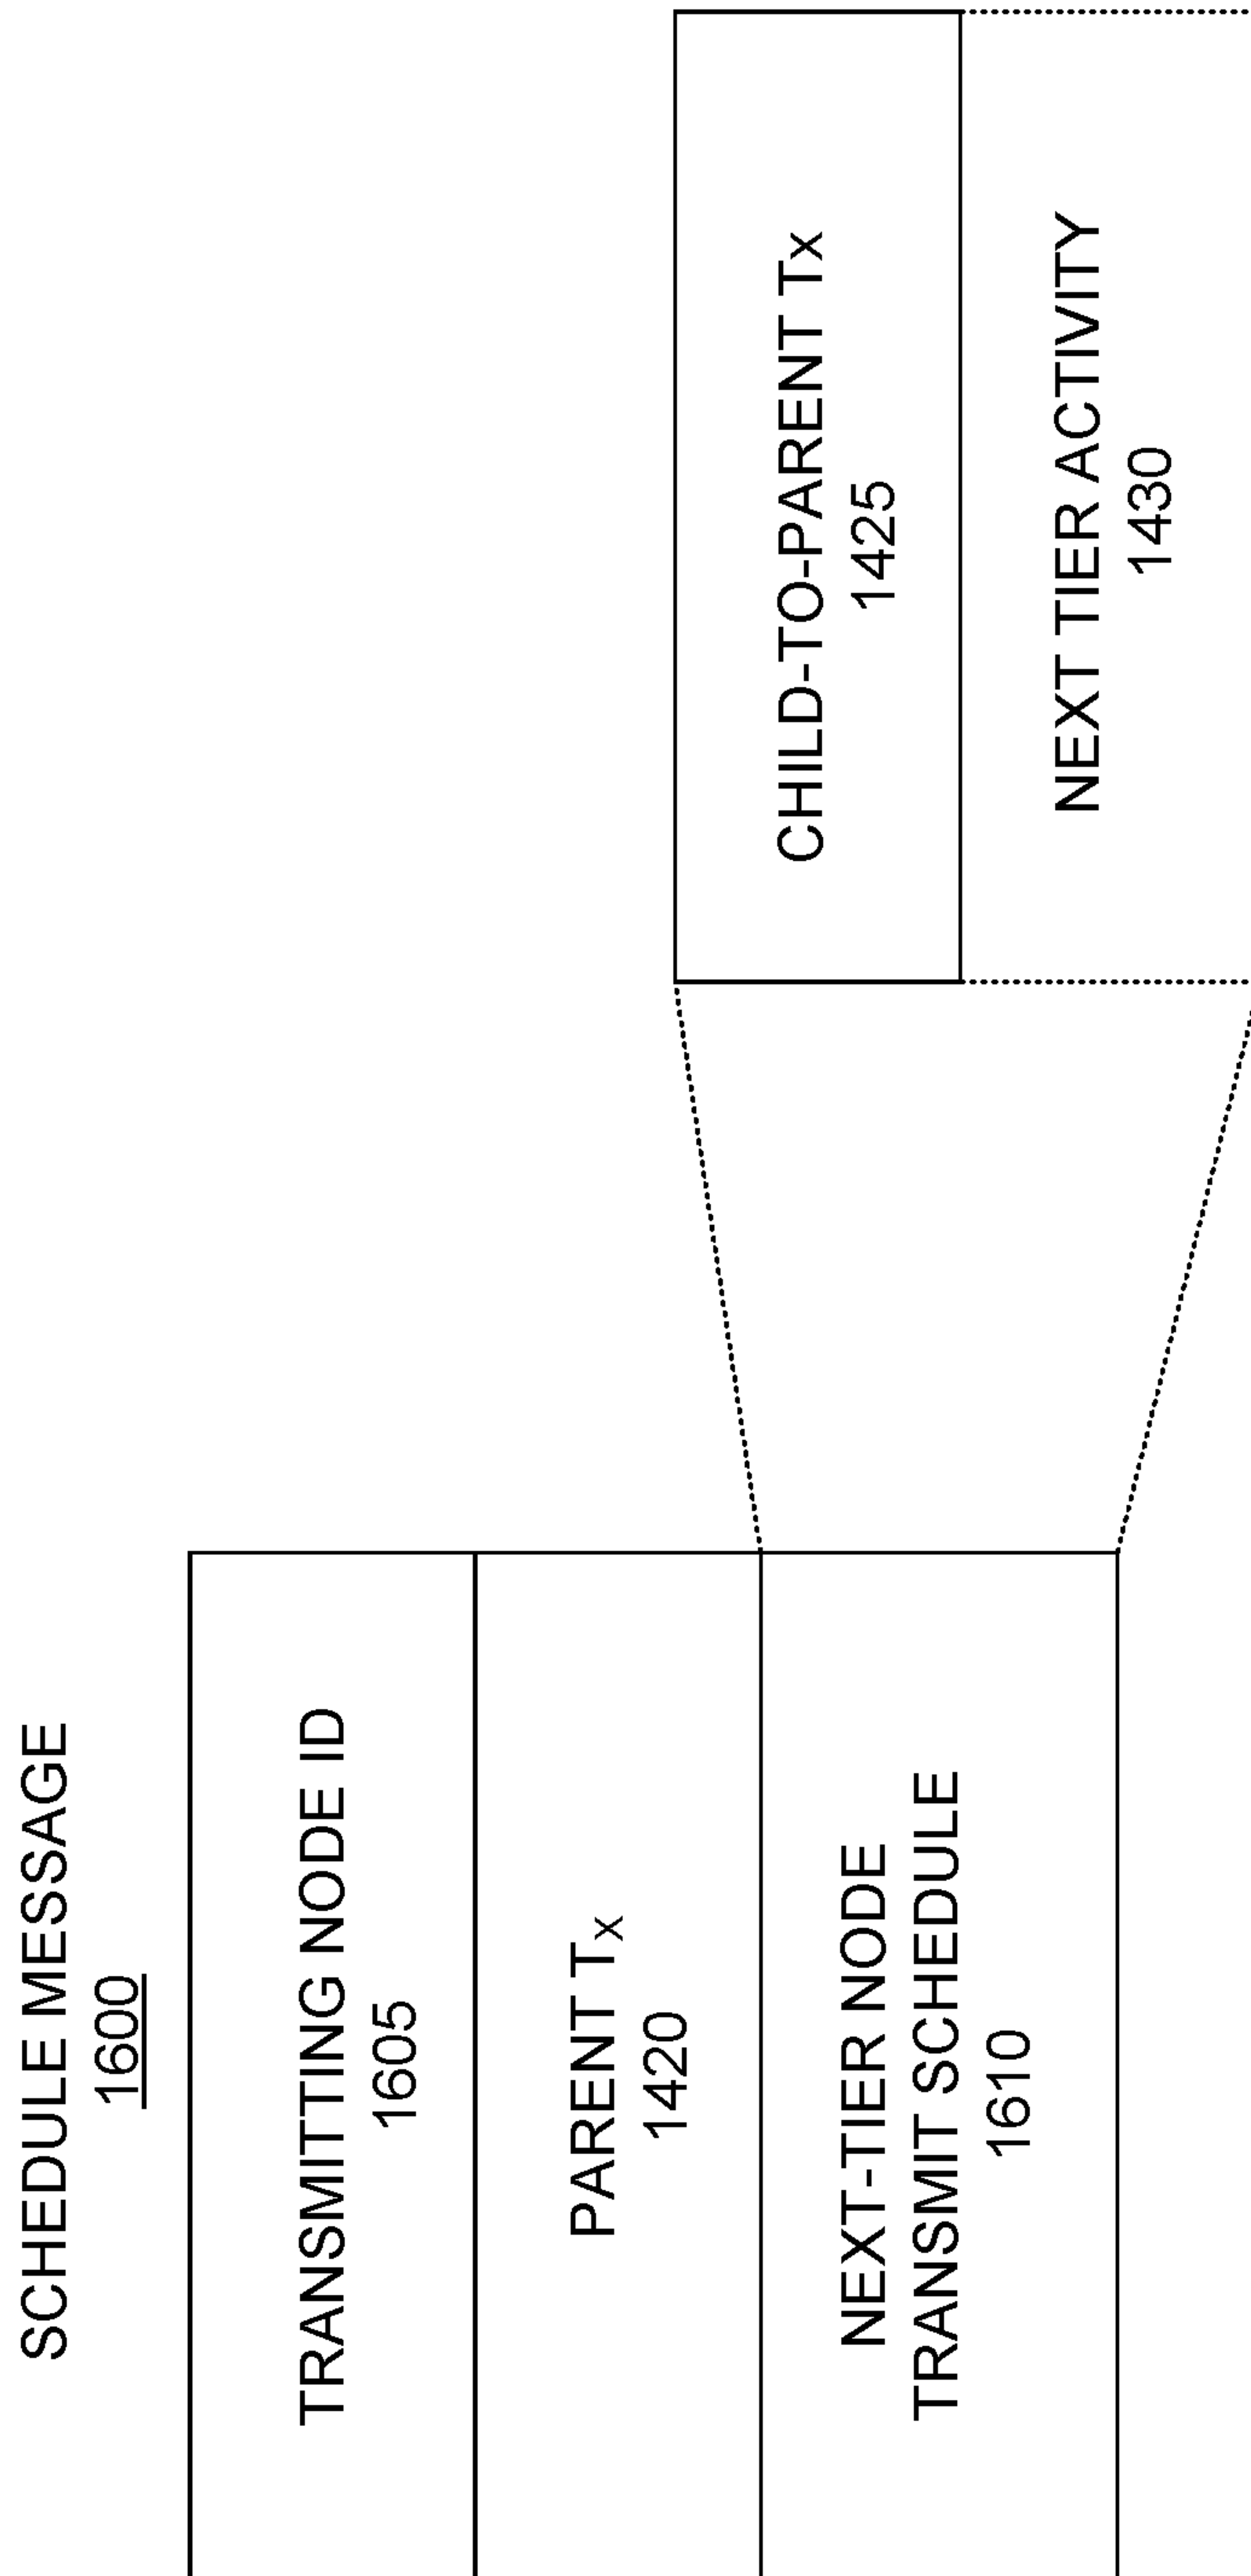 SCHEDULE MESSAGE
1600
TRANSMITTING NODE ID
1605
PARENT Tx
1420
NEXT-TIER NODE
TRANSMIT SCHEDULE
1610
CHILD-TO-PARENT Tx
1425
NEXT TIER ACTIVITY
1430